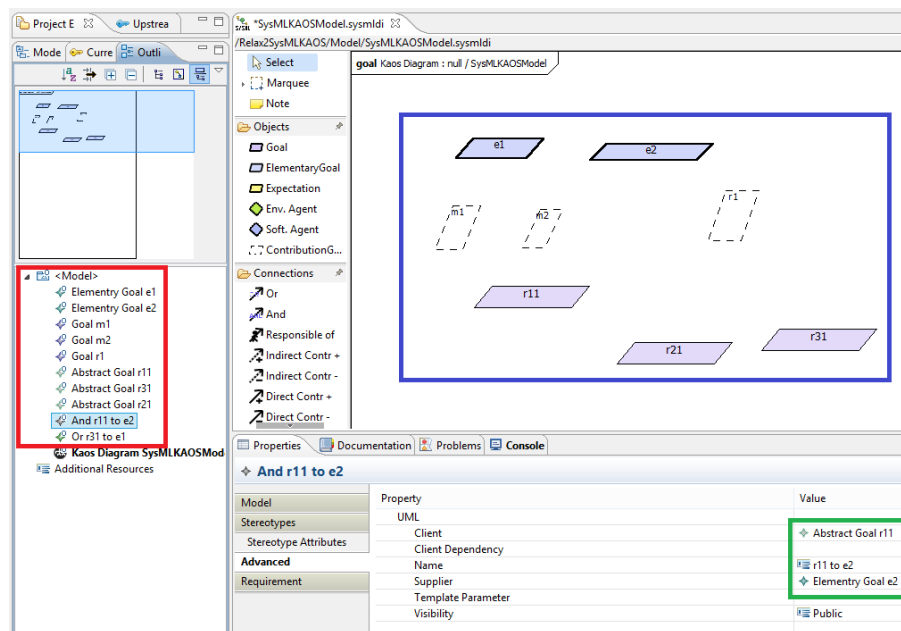 Project E
Upstrea
Mode
Curre
Outli
<Model>
Elementry Goal e1
Elementry Goal e2
Goal m1
Goal m2
Goal r1
Abstract Goal r11
Abstract Goal r31
Abstract Goal r21
And r11 to e2
Or r31 to e1
Kaos Diagram SysMLKAOSMod
Additional Resources
*SysMLKAOSModel.sysmldi
/Relax2SysMLKAOS/Model/SysMLKAOSModel.sysmldi
Select
Marquee
Note
Objects
Goal
ElementaryGoal
Expectation
Env. Agent
Soft. Agent
ContributionG...
Connections
Or
And
Responsible of
Indirect Contr +
Indirect Contr -
Direct Contr +
Direct Contr -
goal Kaos Diagram : null / SysMLKAOSModel
e1
e2
m1
m2
r1
r11
r21
r31
Properties Documentation Problems Console
And r11 to e2
Model
Stereotypes
Stereotype Attributes
Advanced
Requirement
Property Value
UML
Client Abstract Goal r11
Client Dependency
Name r11 to e2
Supplier Elementry Goal e2
Template Parameter
Visibility Public